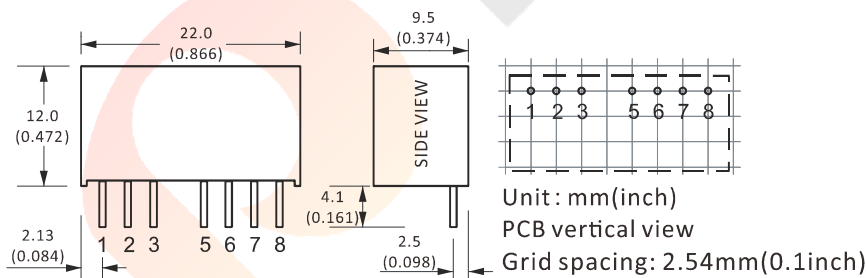 22.0
(0.866)
12.0
(0.472)
2.13
(0.084)
1 2 3 5 6 7 8
9.5
(0.374)
SIDE VIEW
4.1
(0.161)
2.5
(0.098)
1 2 3 5 6 7 8
Unit: mm(inch)
PCB vertical view
Grid spacing: 2.54mm(0.1inch)